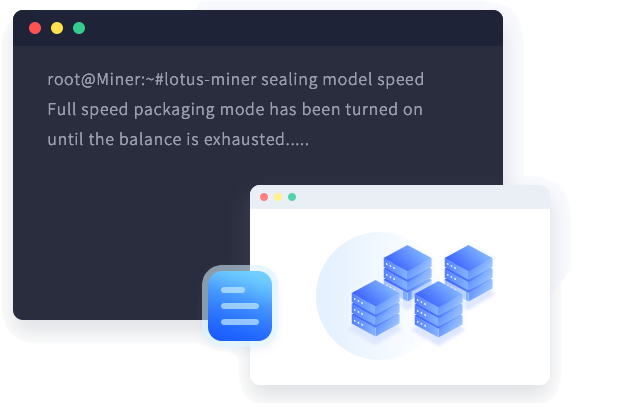 root@Miner:~#lotus-miner sealing model speed
Full speed packaging mode has been turned on
until the balance is exhausted.....